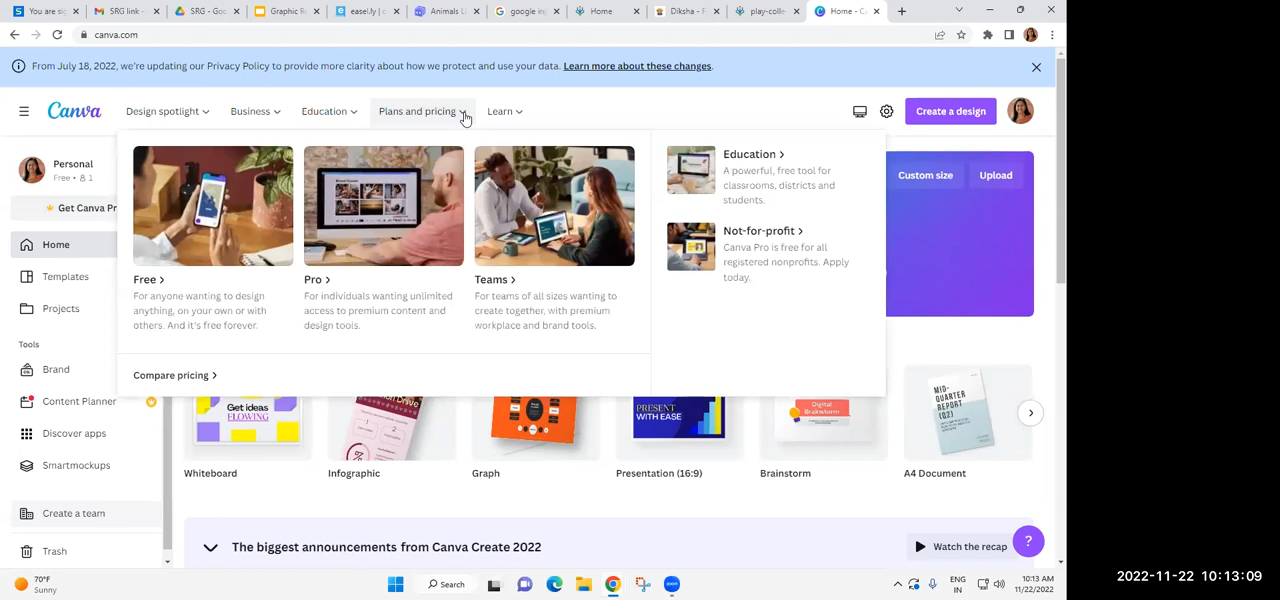 You are sig
SRG link -
SRG - Goo
Graphic Re
easel.ly | c
Animals Li
google in
Home
Diksha - F
play-colle
Home - Ca
canva.com
From July 18, 2022, we're updating our Privacy Policy to provide more clarity about how we protect and use your data. Learn more about these changes.
Canva
Design spotlight
Business
Education
Plans and pricing
Learn
Create a design
Personal
Free • 1
Get Canva Pr
Home
Templates
Projects
Tools
Brand
Content Planner
Discover apps
Smartmockups
Create a team
Trash
Free >
For anyone wanting to design
anything, on your own or with
others. And it's free forever.
Pro >
For individuals wanting unlimited
access to premium content and
design tools.
Teams >
For teams of all sizes wanting to
create together, with premium
workplace and brand tools.
Compare pricing >
Education >
A powerful, free tool for
classrooms, districts and
students.
Not-for-profit >
Canva Pro is free for all
registered nonprofits. Apply
today.
Custom size
Upload
Get ideas
FLOWING
PRESENT
WITH EASE
Digital
Brainstorm
MID-
QUARTER
REPORT
(Q2)
Whiteboard
Infographic
Graph
Presentation (16:9)
Brainstorm
A4 Document
The biggest announcements from Canva Create 2022
Watch the recap
?
70°F
Sunny
Search
zoom
ENG
IN
10:13 AM
11/22/2022
2022-11-22 10:13:09